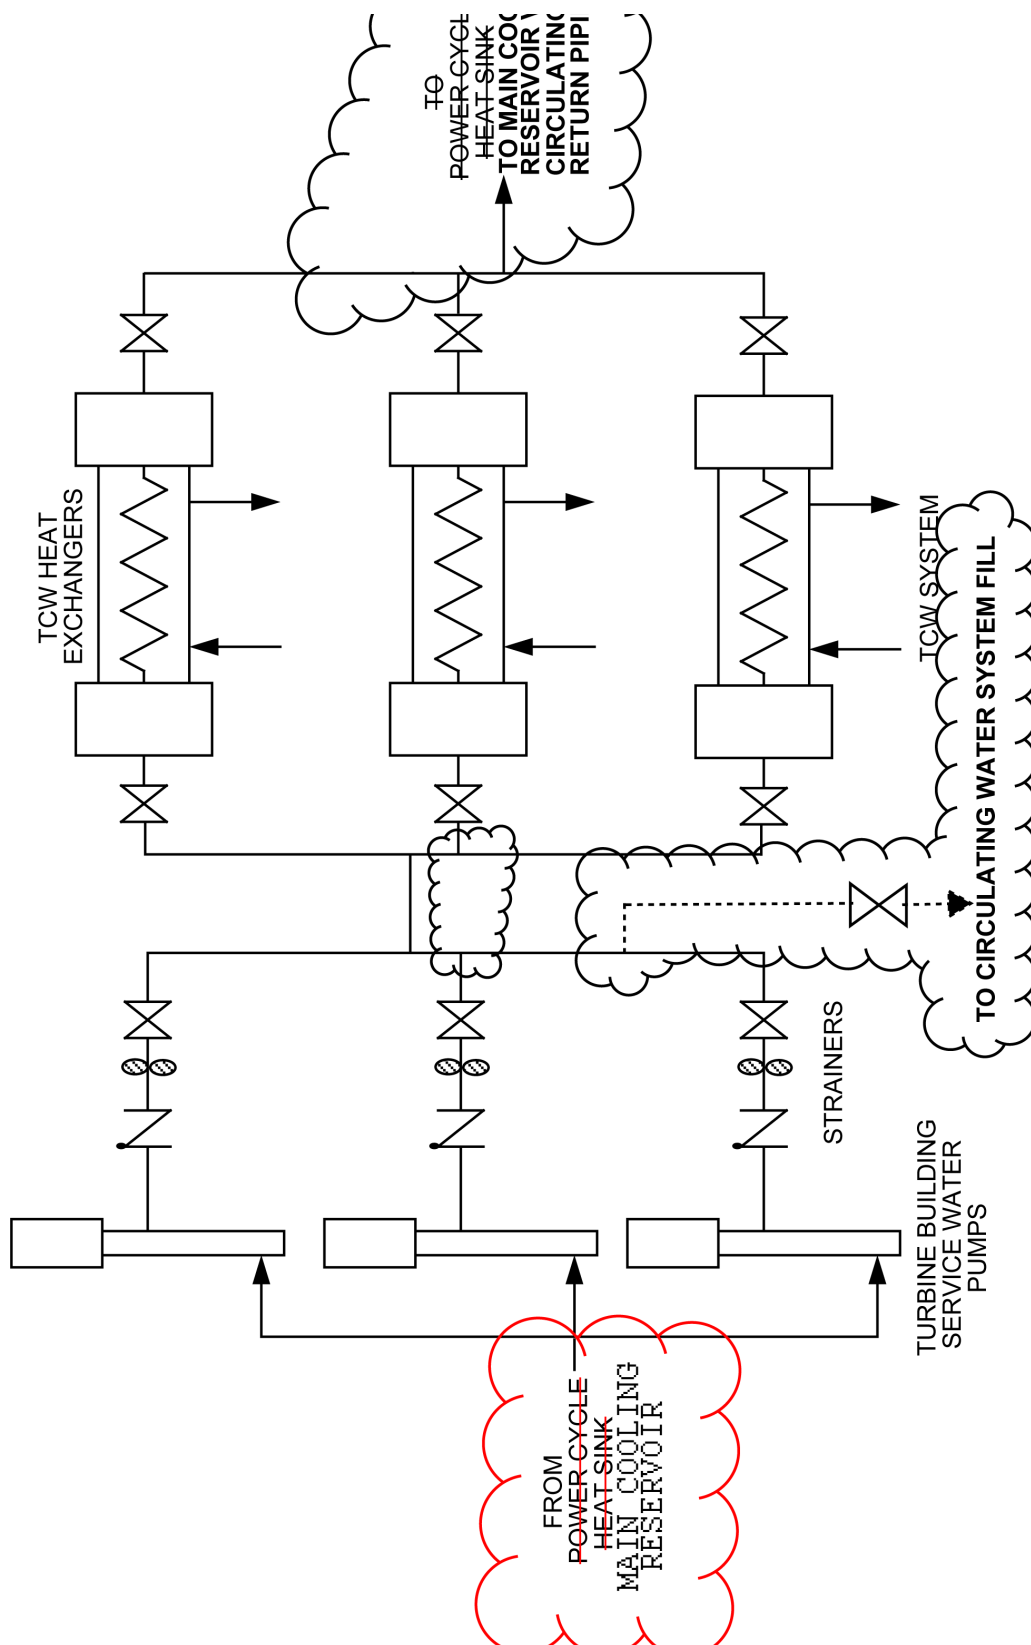 TO
POWER CYCL
HEAT SINK
TO MAIN COO
RESERVOIR
CIRCULATING
RETURN PIPI
TCW HEAT
EXCHANGERS
TCW SYSTEM
TO CIRCULATING WATER SYSTEM FILL
STRAINERS
TURBINE BUILDING
SERVICE WATER
PUMPS
FROM
POWER CYCLE
HEAT SINK
MAIN COOLING
RESERVOIR